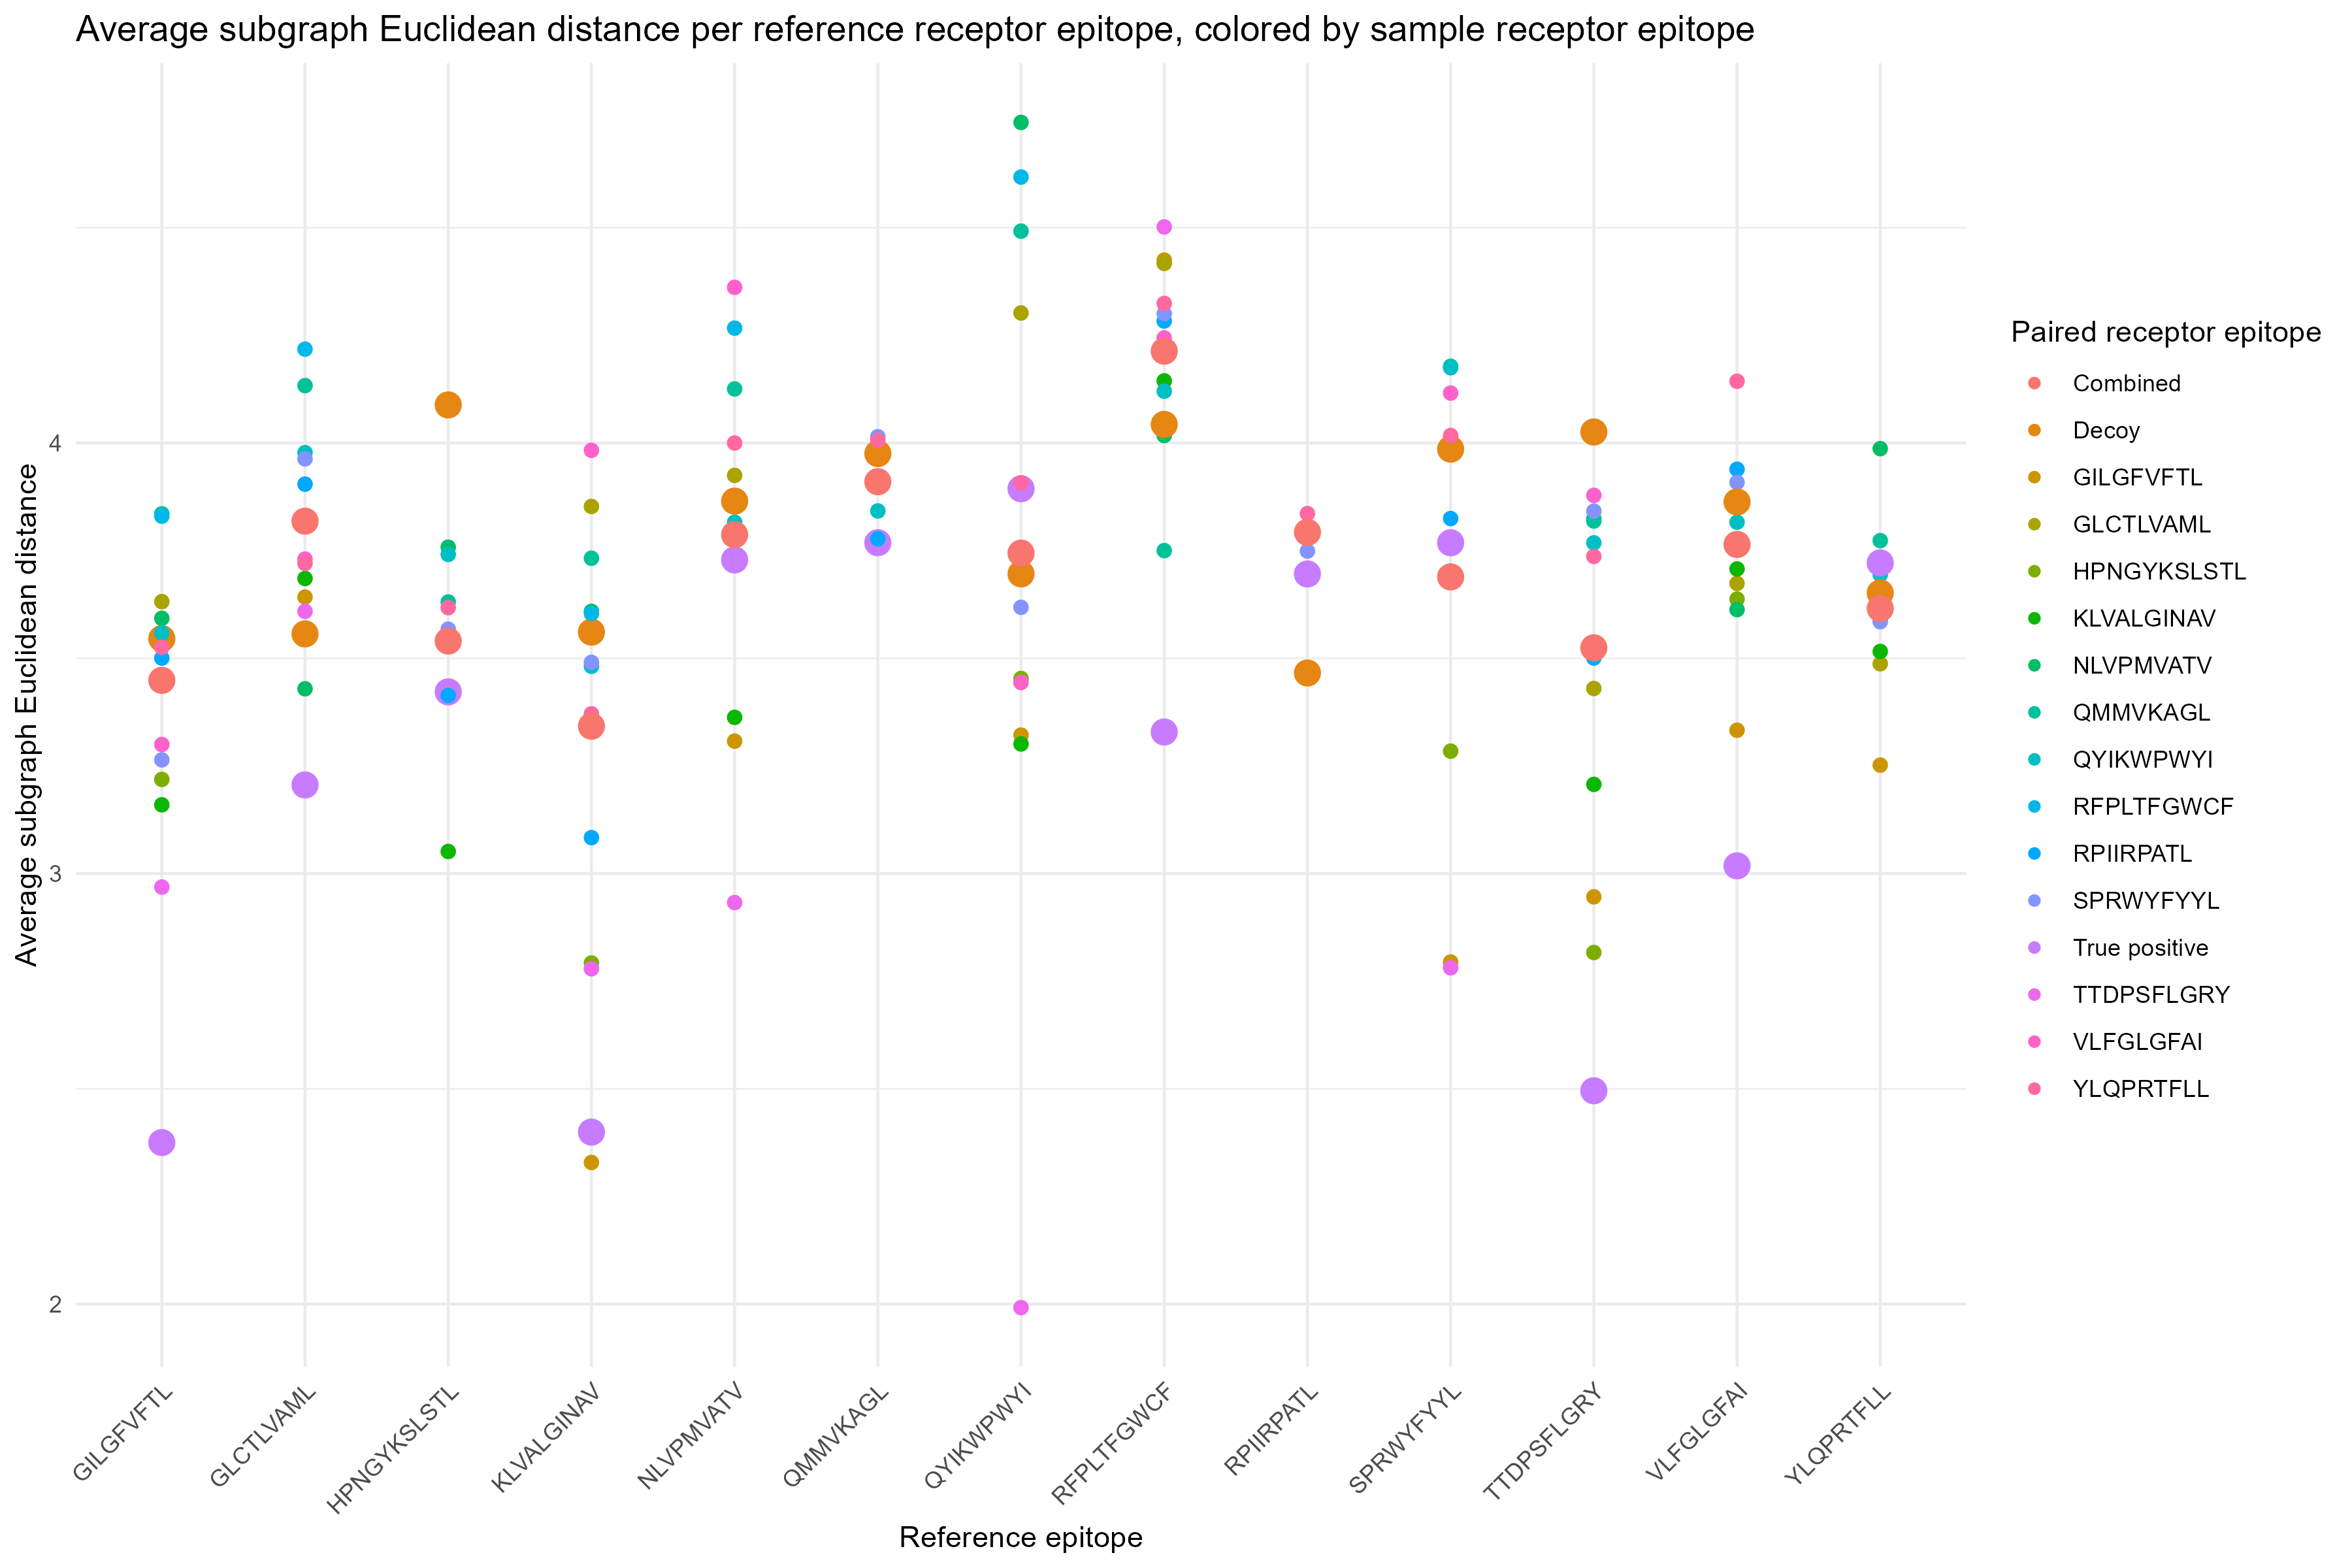 Average subgraph Euclidean distance per reference receptor epitope, colored by sample receptor epitope
Average subgraph Euclidean distance
4
3
2
GILGFVFTL
GLCTLVAML
HPNGYKSLSTL
KLVALGINAV
NLVPMVATV
QMMVKAGL
QYIKWPWYI
RFPLTFGWCF
RPIIRPATL
SPRWYFYYL
TTDPSFLGRY
VLFGLGFAI
YLQPRTFLL
Reference epitope
Paired receptor epitope
Combined
Decoy
GILGFVFTL
GLCTLVAML
HPNGYKSLSTL
KLVALGINAV
NLVPMVATV
QMMVKAGL
QYIKWPWYI
RFPLTFGWCF
RPIIRPATL
SPRWYFYYL
True positive
TTDPSFLGRY
VLFGLGFAI
YLQPRTFLL